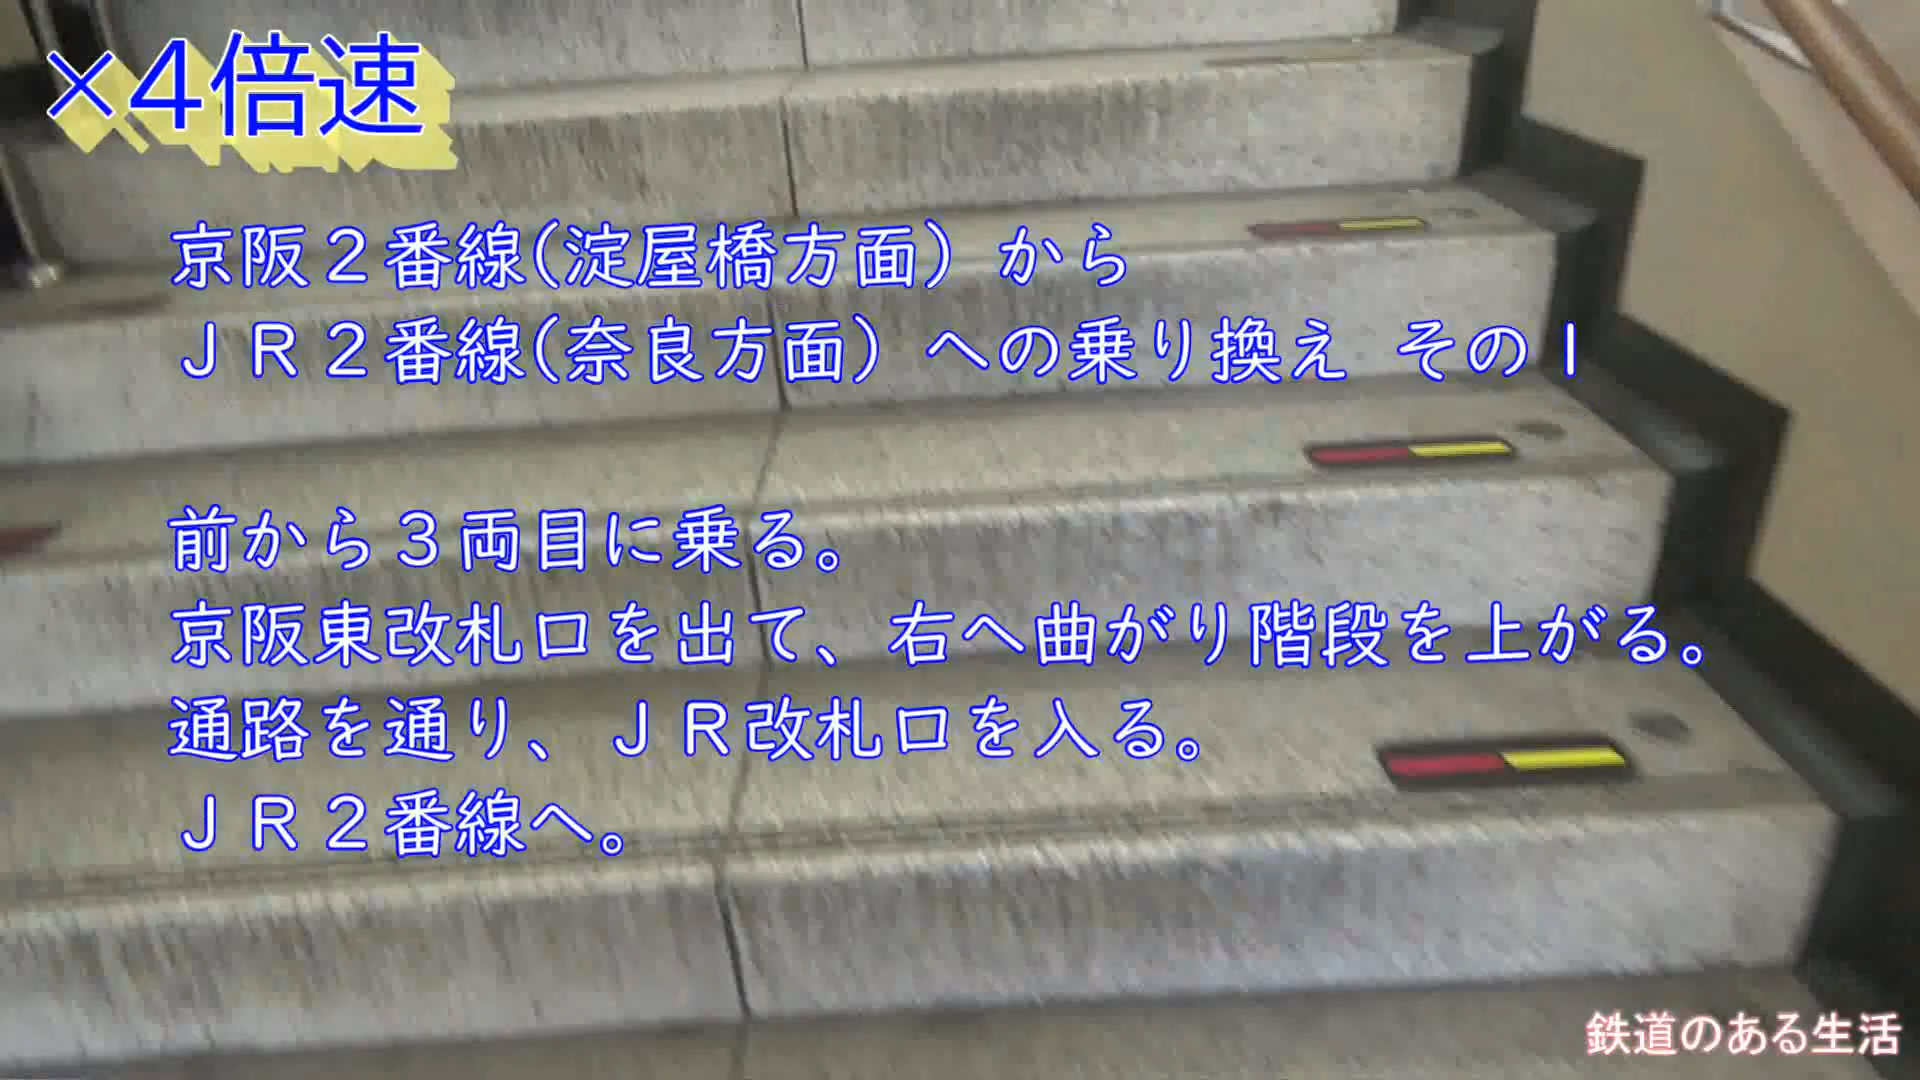 ×4倍速
京阪２番線(淀屋橋方面) から
ＪＲ２番線(奈良方面) への乗り換え その１
前から３両目に乗る。
京阪東改札口を出て、右へ曲がり階段を上がる。
通路を通り、ＪＲ改札口を入る。
ＪＲ２番線へ。
鉄道のある生活